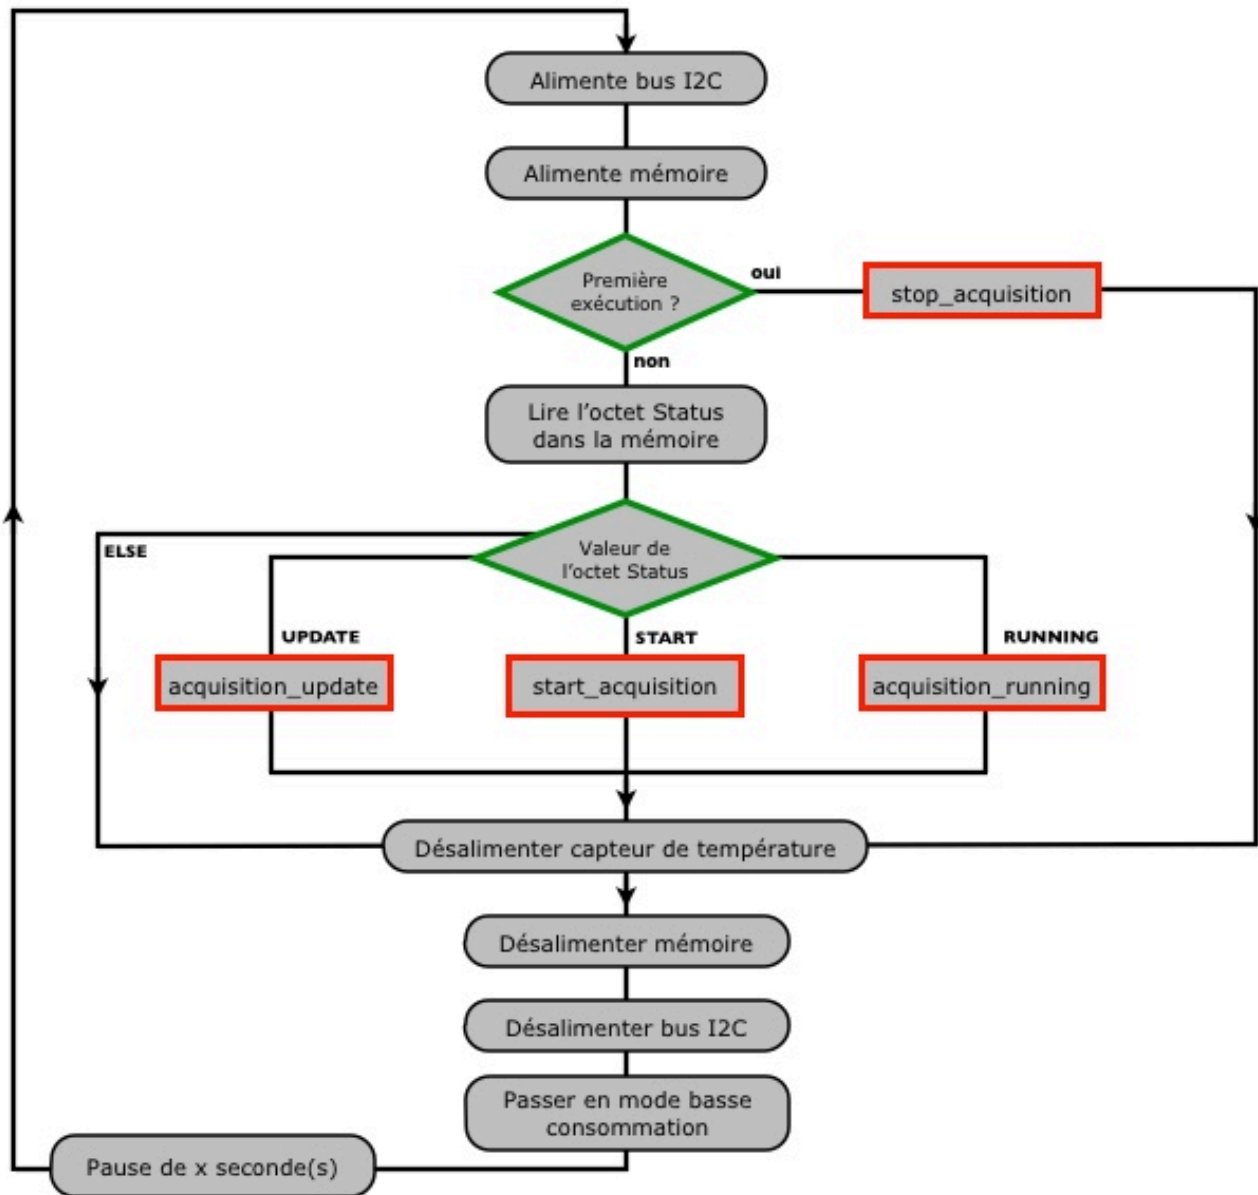 Alimente bus I2C
Alimente mémoire
Première
exécution ?
oui
stop_acquisition
non
Lire l'octet Status
dans la mémoire
Valeur de
l'octet Status
ELSE
UPDATE
START
RUNNING
acquisition_update
start_acquisition
acquisition_running
Désalimenter capteur de température
Désalimenter mémoire
Désalimenter bus I2C
Passer en mode basse
consommation
Pause de x seconde(s)